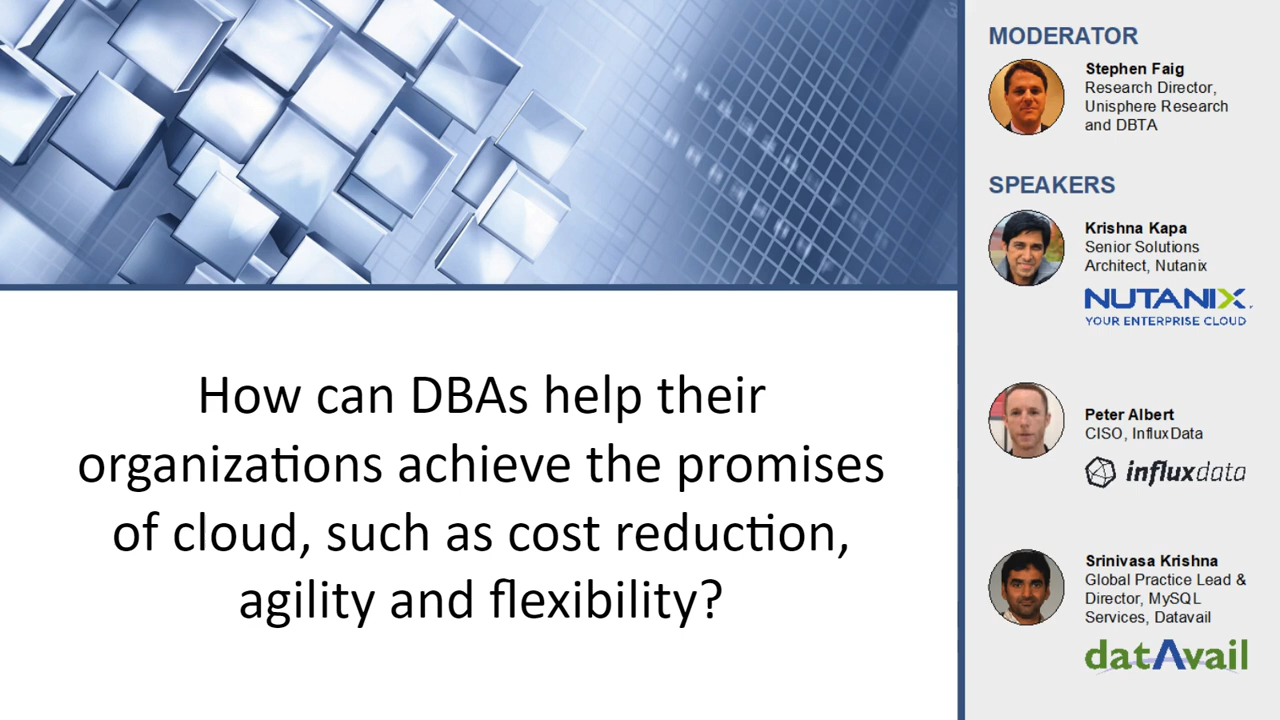 How can DBAs help their
organizations achieve the promises
of cloud, such as cost reduction,
agility and flexibility?
MODERATOR
Stephen Faig
Research Director,
Unisphere Research
and DBTA
SPEAKERS
Krishna Kapa
Senior Solutions
Architect, Nutanix
NUTANIX
YOUR ENTERPRISE CLOUD
Peter Albert
CISO, InfluxData
influxdata
Srinivasa Krishna
Global Practice Lead &
Director, MySQL
Services, Datavail
datAvail